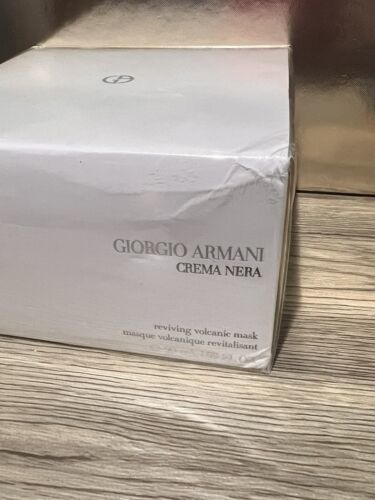 GIORGIO ARMANI
CREMA NERA
reviving volcanic mask
masque volcanique revitalisant